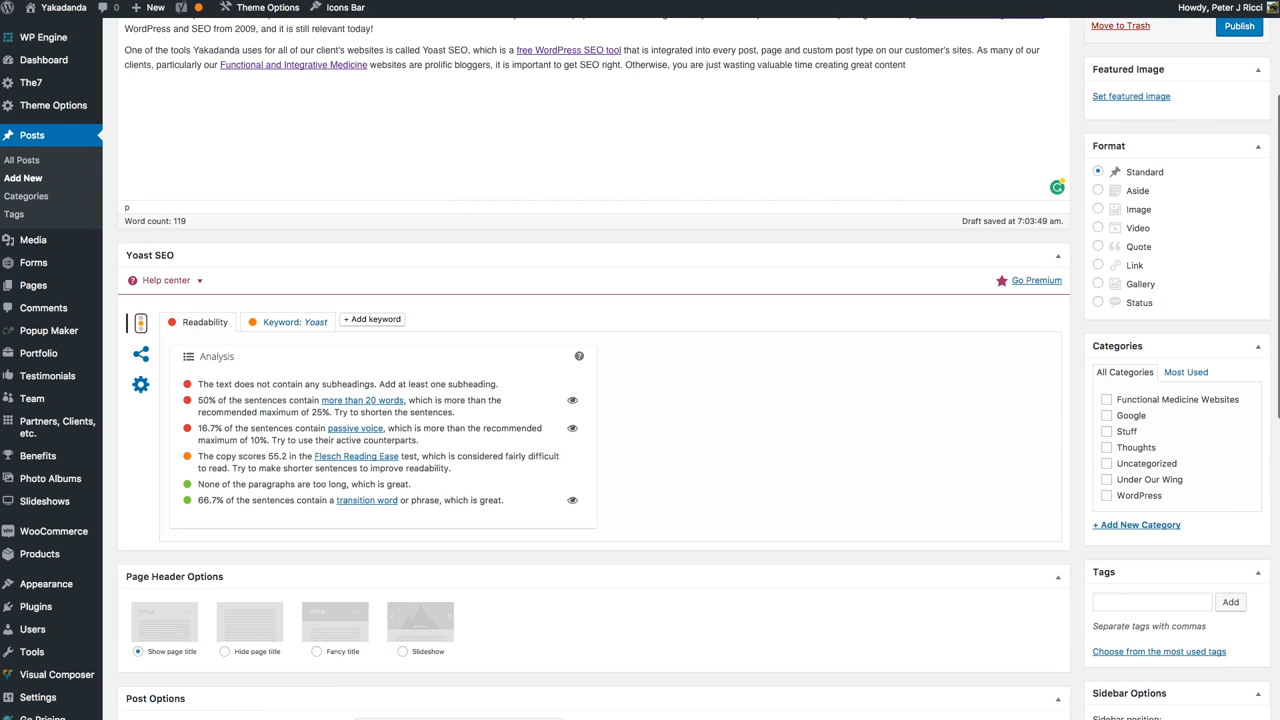 Yakadanda 0 + New Theme Options Icons Bar Howdy, Peter J Ricci
WP Engine
Dashboard
The7
Theme Options
Posts
All Posts
Add New
Categories
Tags
Media
Forms
Pages
Comments
Popup Maker
Portfolio
Testimonials
Team
Partners, Clients,
etc.
Benefits
Photo Albums
Slideshows
WooCommerce
Products
Appearance
Plugins
Users
Tools
Visual Composer
Settings
WordPress and SEO from 2009, and it is still relevant today!
One of the tools Yakadanda uses for all of our client's websites is called Yoast SEO, which is a free WordPress SEO tool that is integrated into every post, page and custom post type on our customer's sites. As many of our
clients, particularly our Functional and Integrative Medicine websites are prolific bloggers, it is important to get SEO right. Otherwise, you are just wasting valuable time creating great content
p
Word count: 119 Draft saved at 7:03:49 am.
Yoast SEO
Help center Go Premium
Readability Keyword: Yoast + Add keyword
Analysis
The text does not contain any subheadings. Add at least one subheading.
50% of the sentences contain more than 20 words, which is more than the
recommended maximum of 25%. Try to shorten the sentences.
16.7% of the sentences contain passive voice, which is more than the recommended
maximum of 10%. Try to use their active counterparts.
The copy scores 55.2 in the Flesch Reading Ease test, which is considered fairly difficult
to read. Try to make shorter sentences to improve readability.
None of the paragraphs are too long, which is great.
66.7% of the sentences contain a transition word or phrase, which is great.
Page Header Options
TITLE TITLE
Show page title Hide page title Fancy title Slideshow
Post Options
Move to Trash Publish
Featured Image
Set featured image
Format
Standard
Aside
Image
Video
Quote
Link
Gallery
Status
Categories
All Categories Most Used
Functional Medicine Websites
Google
Stuff
Thoughts
Uncategorized
Under Our Wing
WordPress
+ Add New Category
Tags
Add
Separate tags with commas
Choose from the most used tags
Sidebar Options
Sidebar position: